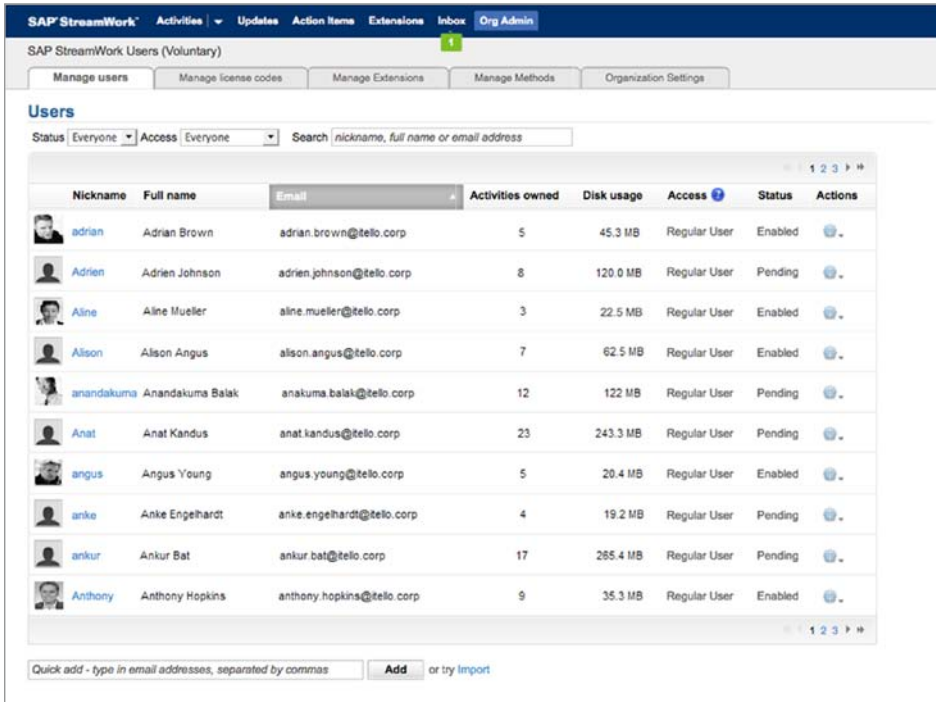 SAP StreamWork™ Activities Updates Action Items Extensions Inbox Org Admin
1
SAP StreamWork Users (Voluntary)
Manage users Manage license codes Manage Extensions Manage Methods Organization Settings
Users
Status Everyone Access Everyone Search nickname, full name or email address
1 2 3
Nickname Full name Email Activities owned Disk usage Access ? Status Actions
adrian Adrian Brown adrian.brown@itello.corp 5 45.3 MB Regular User Enabled
Adrien Adrien Johnson adrien.johnson@itello.corp 8 120.0 MB Regular User Pending
Aline Aline Mueller aline.mueller@itello.corp 3 22.5 MB Regular User Enabled
Alison Alison Angus alison.angus@itello.corp 7 62.5 MB Regular User Enabled
anandakuma Anandakuma Balak anakuma.balak@itello.corp 12 122 MB Regular User Pending
Anat Anat Kandus anat.kandus@itello.corp 23 243.3 MB Regular User Pending
angus Angus Young angus.young@itello.corp 5 20.4 MB Regular User Enabled
anke Anke Engelhardt anke.engelhardt@itello.corp 4 19.2 MB Regular User Pending
ankur Ankur Bat ankur.bat@itello.corp 17 265.4 MB Regular User Pending
Anthony Anthony Hopkins anthony.hopkins@itello.corp 9 35.3 MB Regular User Enabled
1 2 3
Quick add - type in email addresses, separated by commas Add or try Import